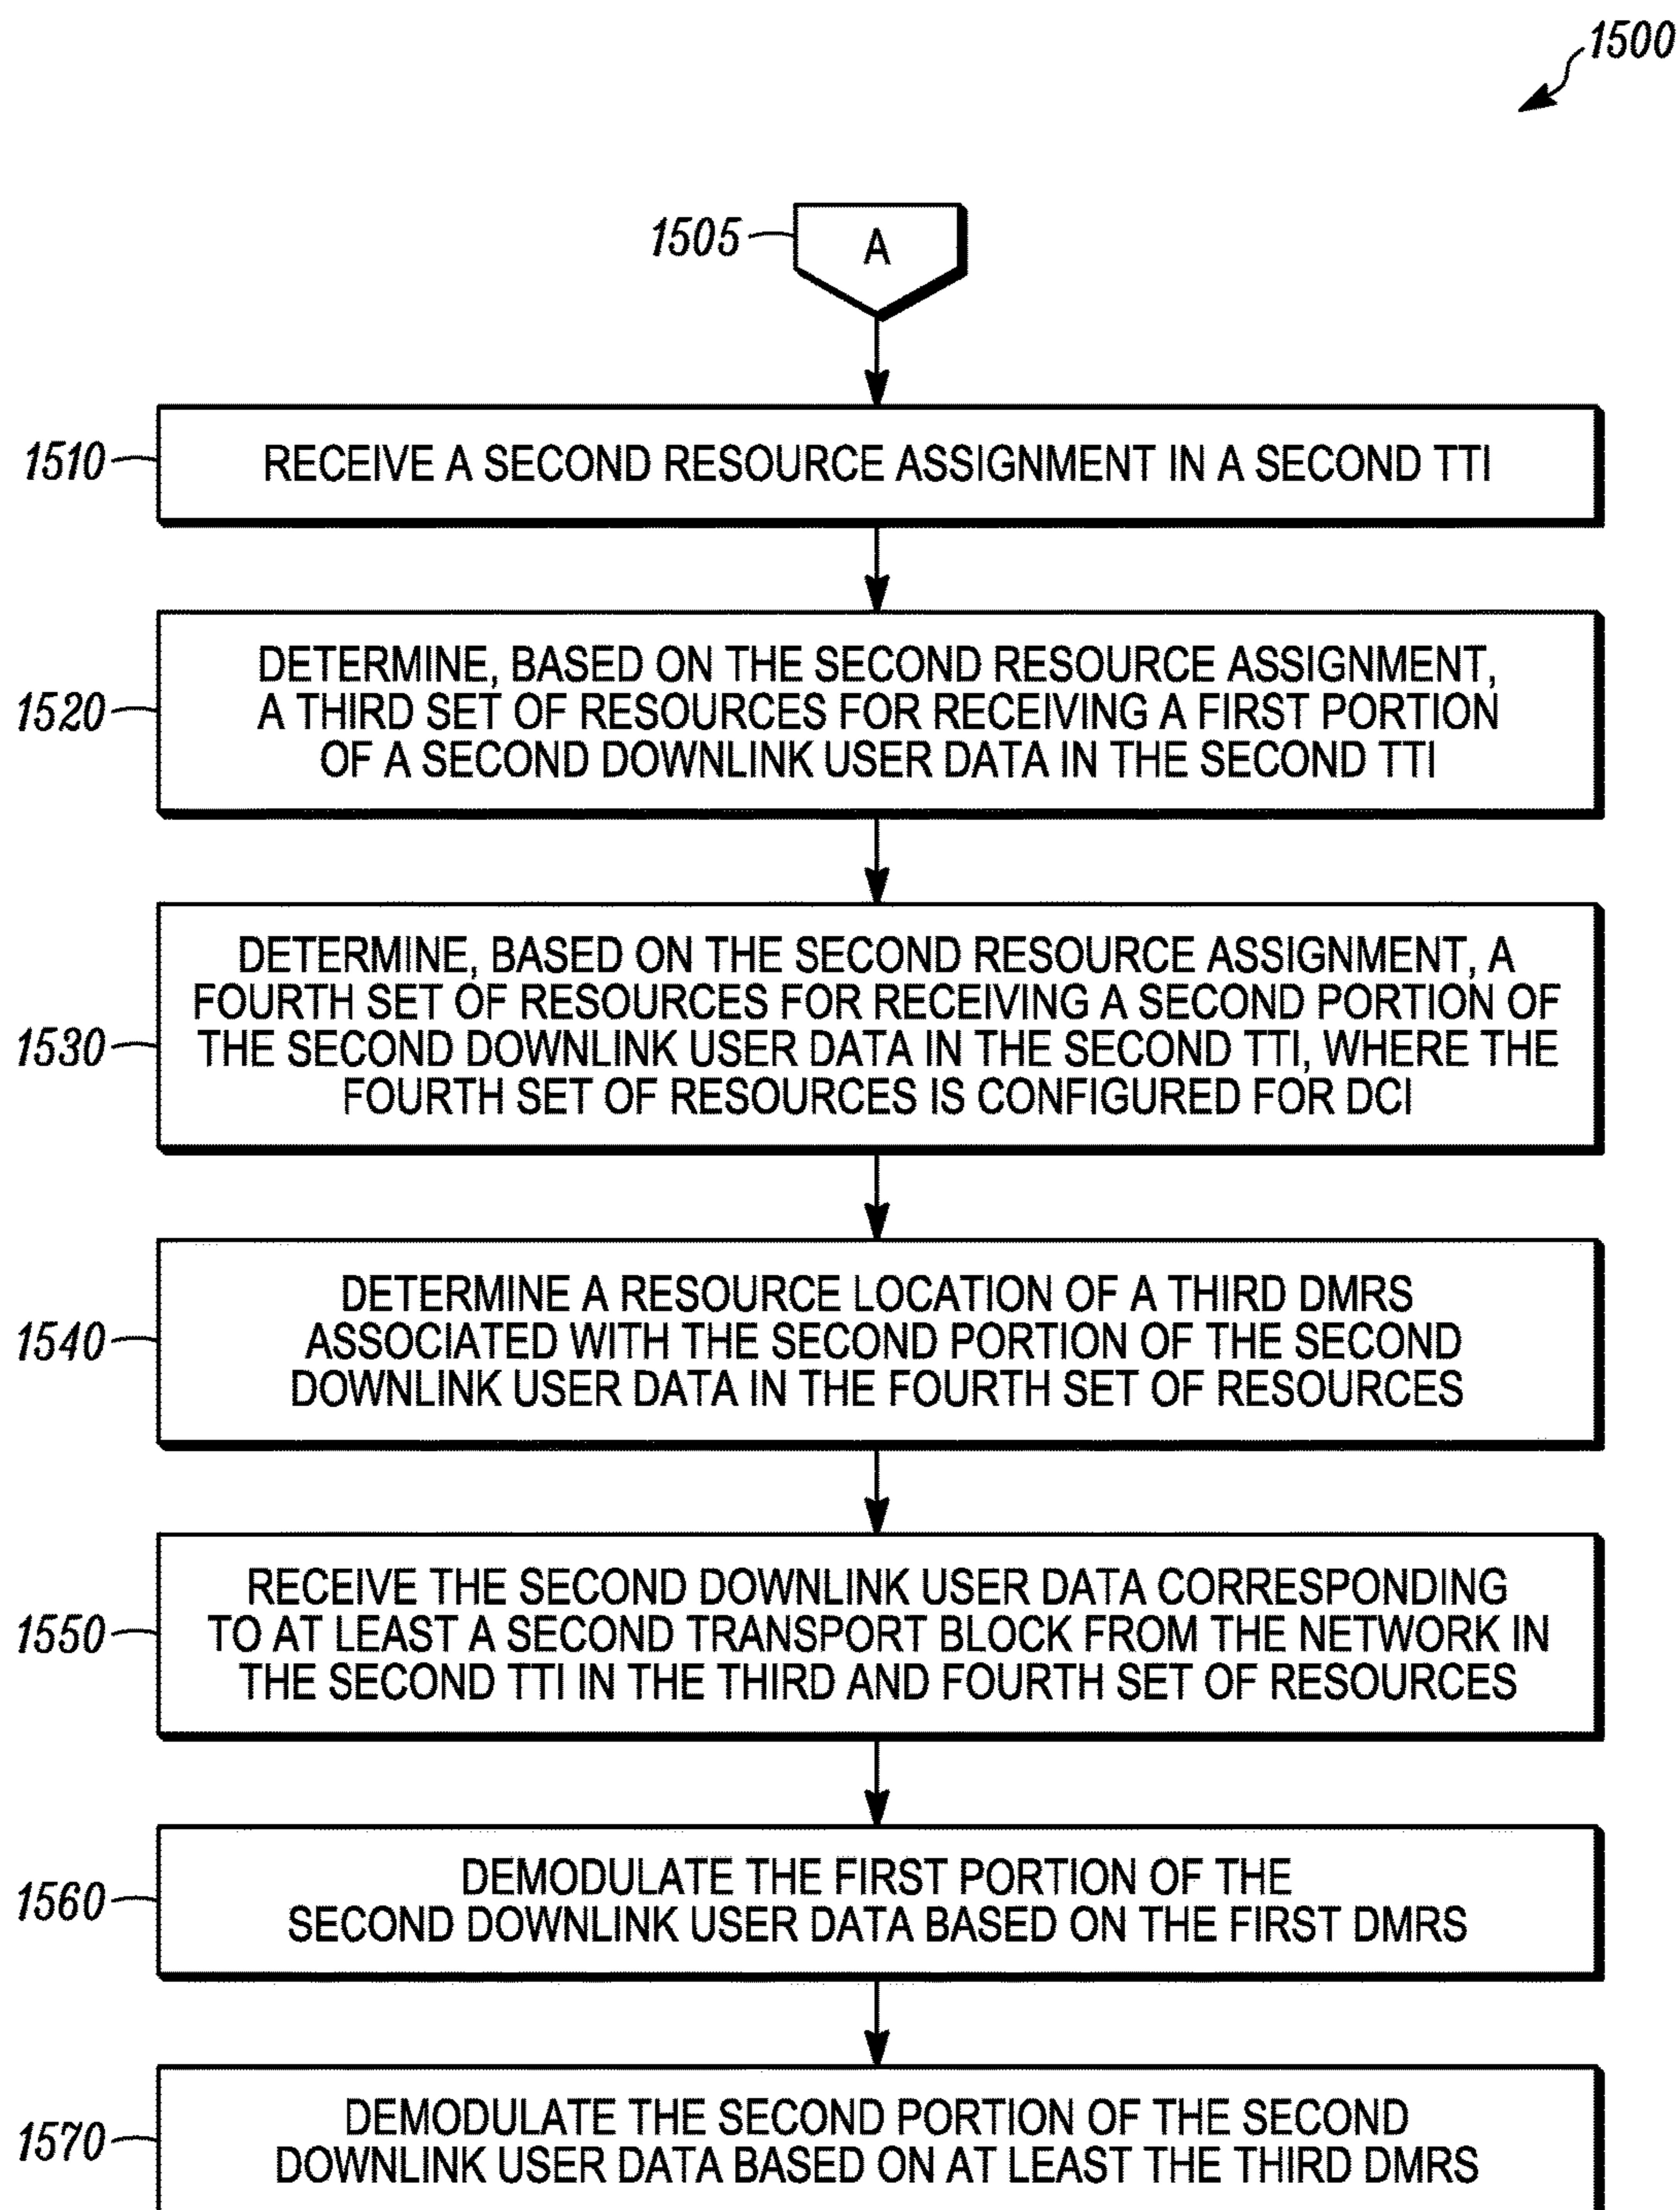 1500
1505
A
1510
RECEIVE A SECOND RESOURCE ASSIGNMENT IN A SECOND TTI
1520
DETERMINE, BASED ON THE SECOND RESOURCE ASSIGNMENT,
A THIRD SET OF RESOURCES FOR RECEIVING A FIRST PORTION
OF A SECOND DOWNLINK USER DATA IN THE SECOND TTI
1530
DETERMINE, BASED ON THE SECOND RESOURCE ASSIGNMENT, A
FOURTH SET OF RESOURCES FOR RECEIVING A SECOND PORTION OF
THE SECOND DOWNLINK USER DATA IN THE SECOND TTI, WHERE THE
FOURTH SET OF RESOURCES IS CONFIGURED FOR DCI
1540
DETERMINE A RESOURCE LOCATION OF A THIRD DMRS
ASSOCIATED WITH THE SECOND PORTION OF THE SECOND
DOWNLINK USER DATA IN THE FOURTH SET OF RESOURCES
1550
RECEIVE THE SECOND DOWNLINK USER DATA CORRESPONDING
TO AT LEAST A SECOND TRANSPORT BLOCK FROM THE NETWORK IN
THE SECOND TTI IN THE THIRD AND FOURTH SET OF RESOURCES
1560
DEMODULATE THE FIRST PORTION OF THE
SECOND DOWNLINK USER DATA BASED ON THE FIRST DMRS
1570
DEMODULATE THE SECOND PORTION OF THE SECOND
DOWNLINK USER DATA BASED ON AT LEAST THE THIRD DMRS